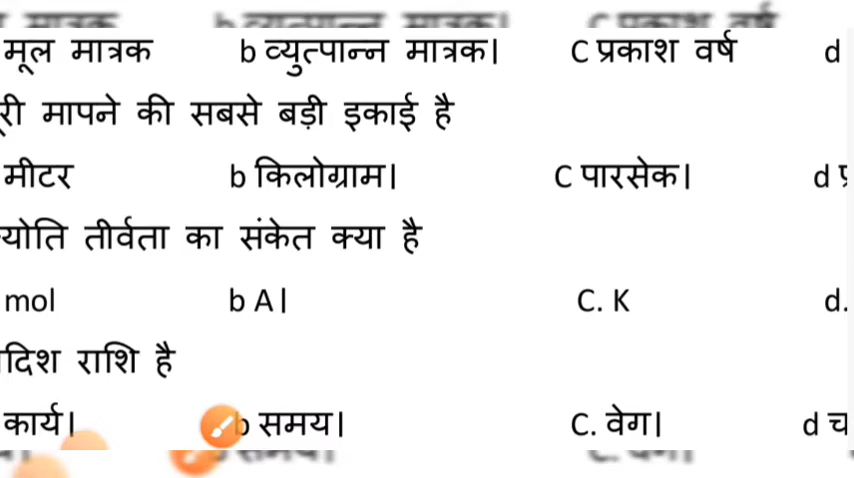 मूल मात्रक b व्युत्पान्न मात्रक। C प्रकाश वर्ष d
मापने की सबसे बड़ी इकाई है
मीटर b किलोग्राम। C पारसेक। d
तीर्वता का संकेत क्या है
mol b A। C. K d.
राशि है
कार्य। b समय। C. वेग। d